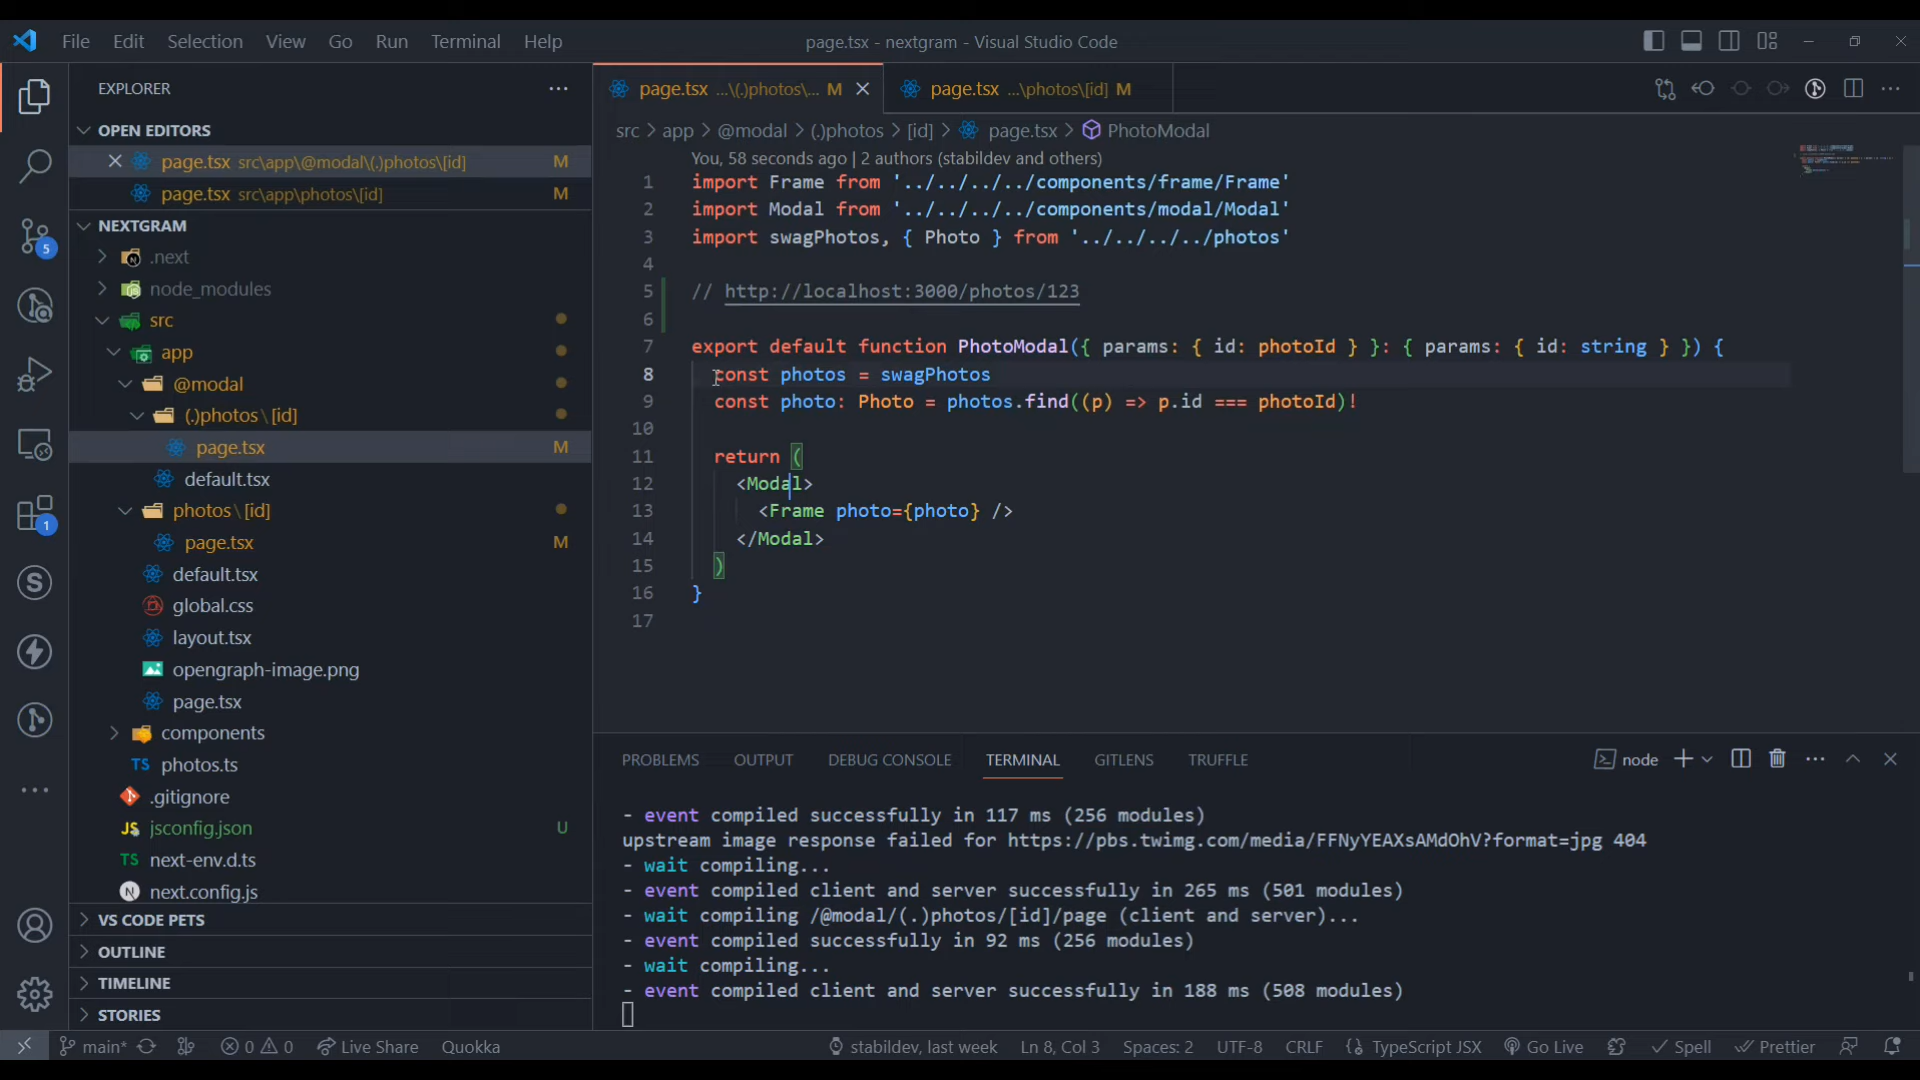 File Edit Selection View Go Run Terminal Help
page.tsx - nextgram - Visual Studio Code
EXPLORER
OPEN EDITORS
page.tsx src\app\@modal\(.)photos\[id] M
page.tsx src\app\photos\[id] M
NEXTGRAM
.next
node_modules
src
app
@modal
(.)photos\[id]
page.tsx M
default.tsx
photos\[id]
page.tsx M
default.tsx
global.css
layout.tsx
opengraph-image.png
page.tsx
components
TS photos.ts
.gitignore
JS jsconfig.json U
TS next-env.d.ts
N next.config.js
VS CODE PETS
OUTLINE
TIMELINE
STORIES
5
1
S
page.tsx ...\(.)photos\... M
page.tsx ...\photos\[id] M
src > app > @modal > (.)photos > [id] > page.tsx > PhotoModal
You, 58 seconds ago | 2 authors (stabildev and others)
1 import Frame from '../../../../components/frame/Frame'
2 import Modal from '../../../../components/modal/Modal'
3 import swagPhotos, { Photo } from '../../../../photos'
4
5 // http://localhost:3000/photos/123
6
7 export default function PhotoModal({ params: { id: photoId } }: { params: { id: string } }) {
8 const photos = swagPhotos
9 const photo: Photo = photos.find((p) => p.id === photoId)!
10
11 return (
12 <Modal>
13 <Frame photo={photo} />
14 </Modal>
15 )
16 }
17
PROBLEMS OUTPUT DEBUG CONSOLE TERMINAL GITLENS TRUFFLE
node
- event compiled successfully in 117 ms (256 modules)
upstream image response failed for https://pbs.twimg.com/media/FFNyYEAXsAMdOhV?format=jpg 404
- wait compiling...
- event compiled client and server successfully in 265 ms (501 modules)
- wait compiling /@modal/(.)photos/[id]/page (client and server)...
- event compiled successfully in 92 ms (256 modules)
- wait compiling...
- event compiled client and server successfully in 188 ms (508 modules)
main* 0 0 Live Share Quokka stabildev, last week Ln 8, Col 3 Spaces: 2 UTF-8 CRLF TypeScript JSX Go Live Spell Prettier